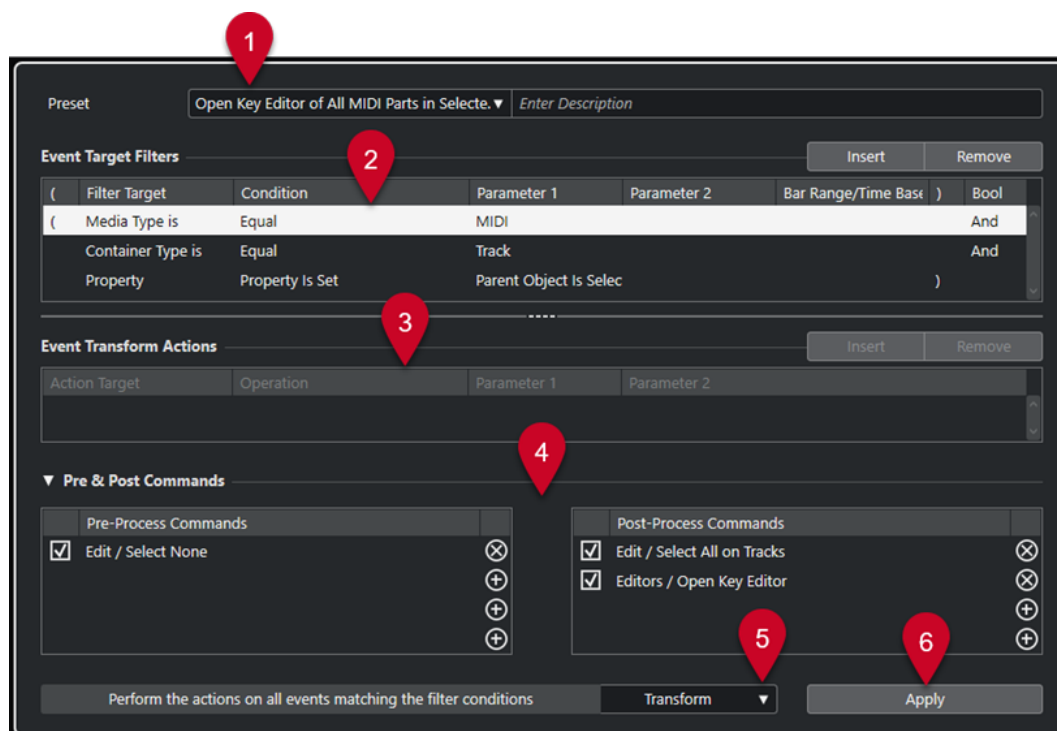 1
Preset Open Key Editor of All MIDI Parts in Selecte. Enter Description
2
Event Target Filters Insert Remove
( Filter Target Condition Parameter 1 Parameter 2 Bar Range/Time Base ) Bool
( Media Type is Equal MIDI And
Container Type is Equal Track And
Property Property Is Set Parent Object Is Selec )
3
Event Transform Actions Insert Remove
Action Target Operation Parameter 1 Parameter 2
4
Pre & Post Commands
Pre-Process Commands Post-Process Commands
Edit / Select None Edit / Select All on Tracks
Editors / Open Key Editor
5 6
Perform the actions on all events matching the filter conditions Transform Apply